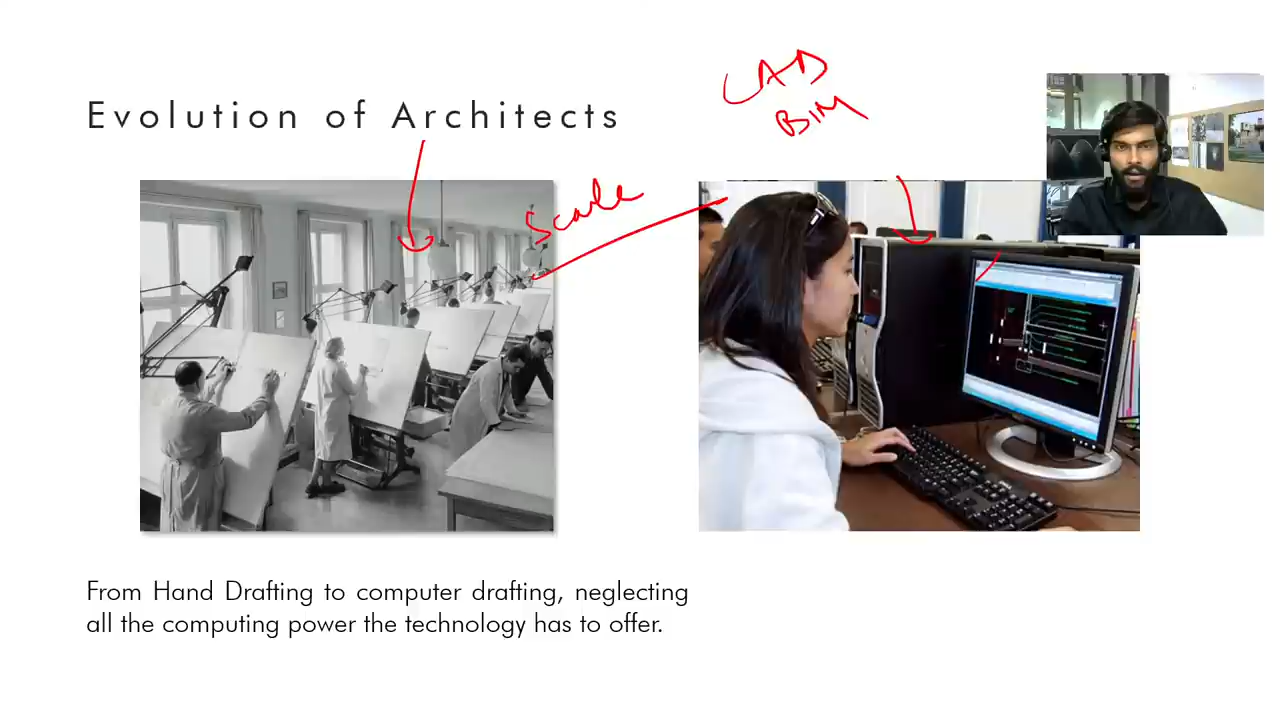 Evolution of Architects
CAD
BIM
Scale
From Hand Drafting to computer drafting, neglecting
all the computing power the technology has to offer.